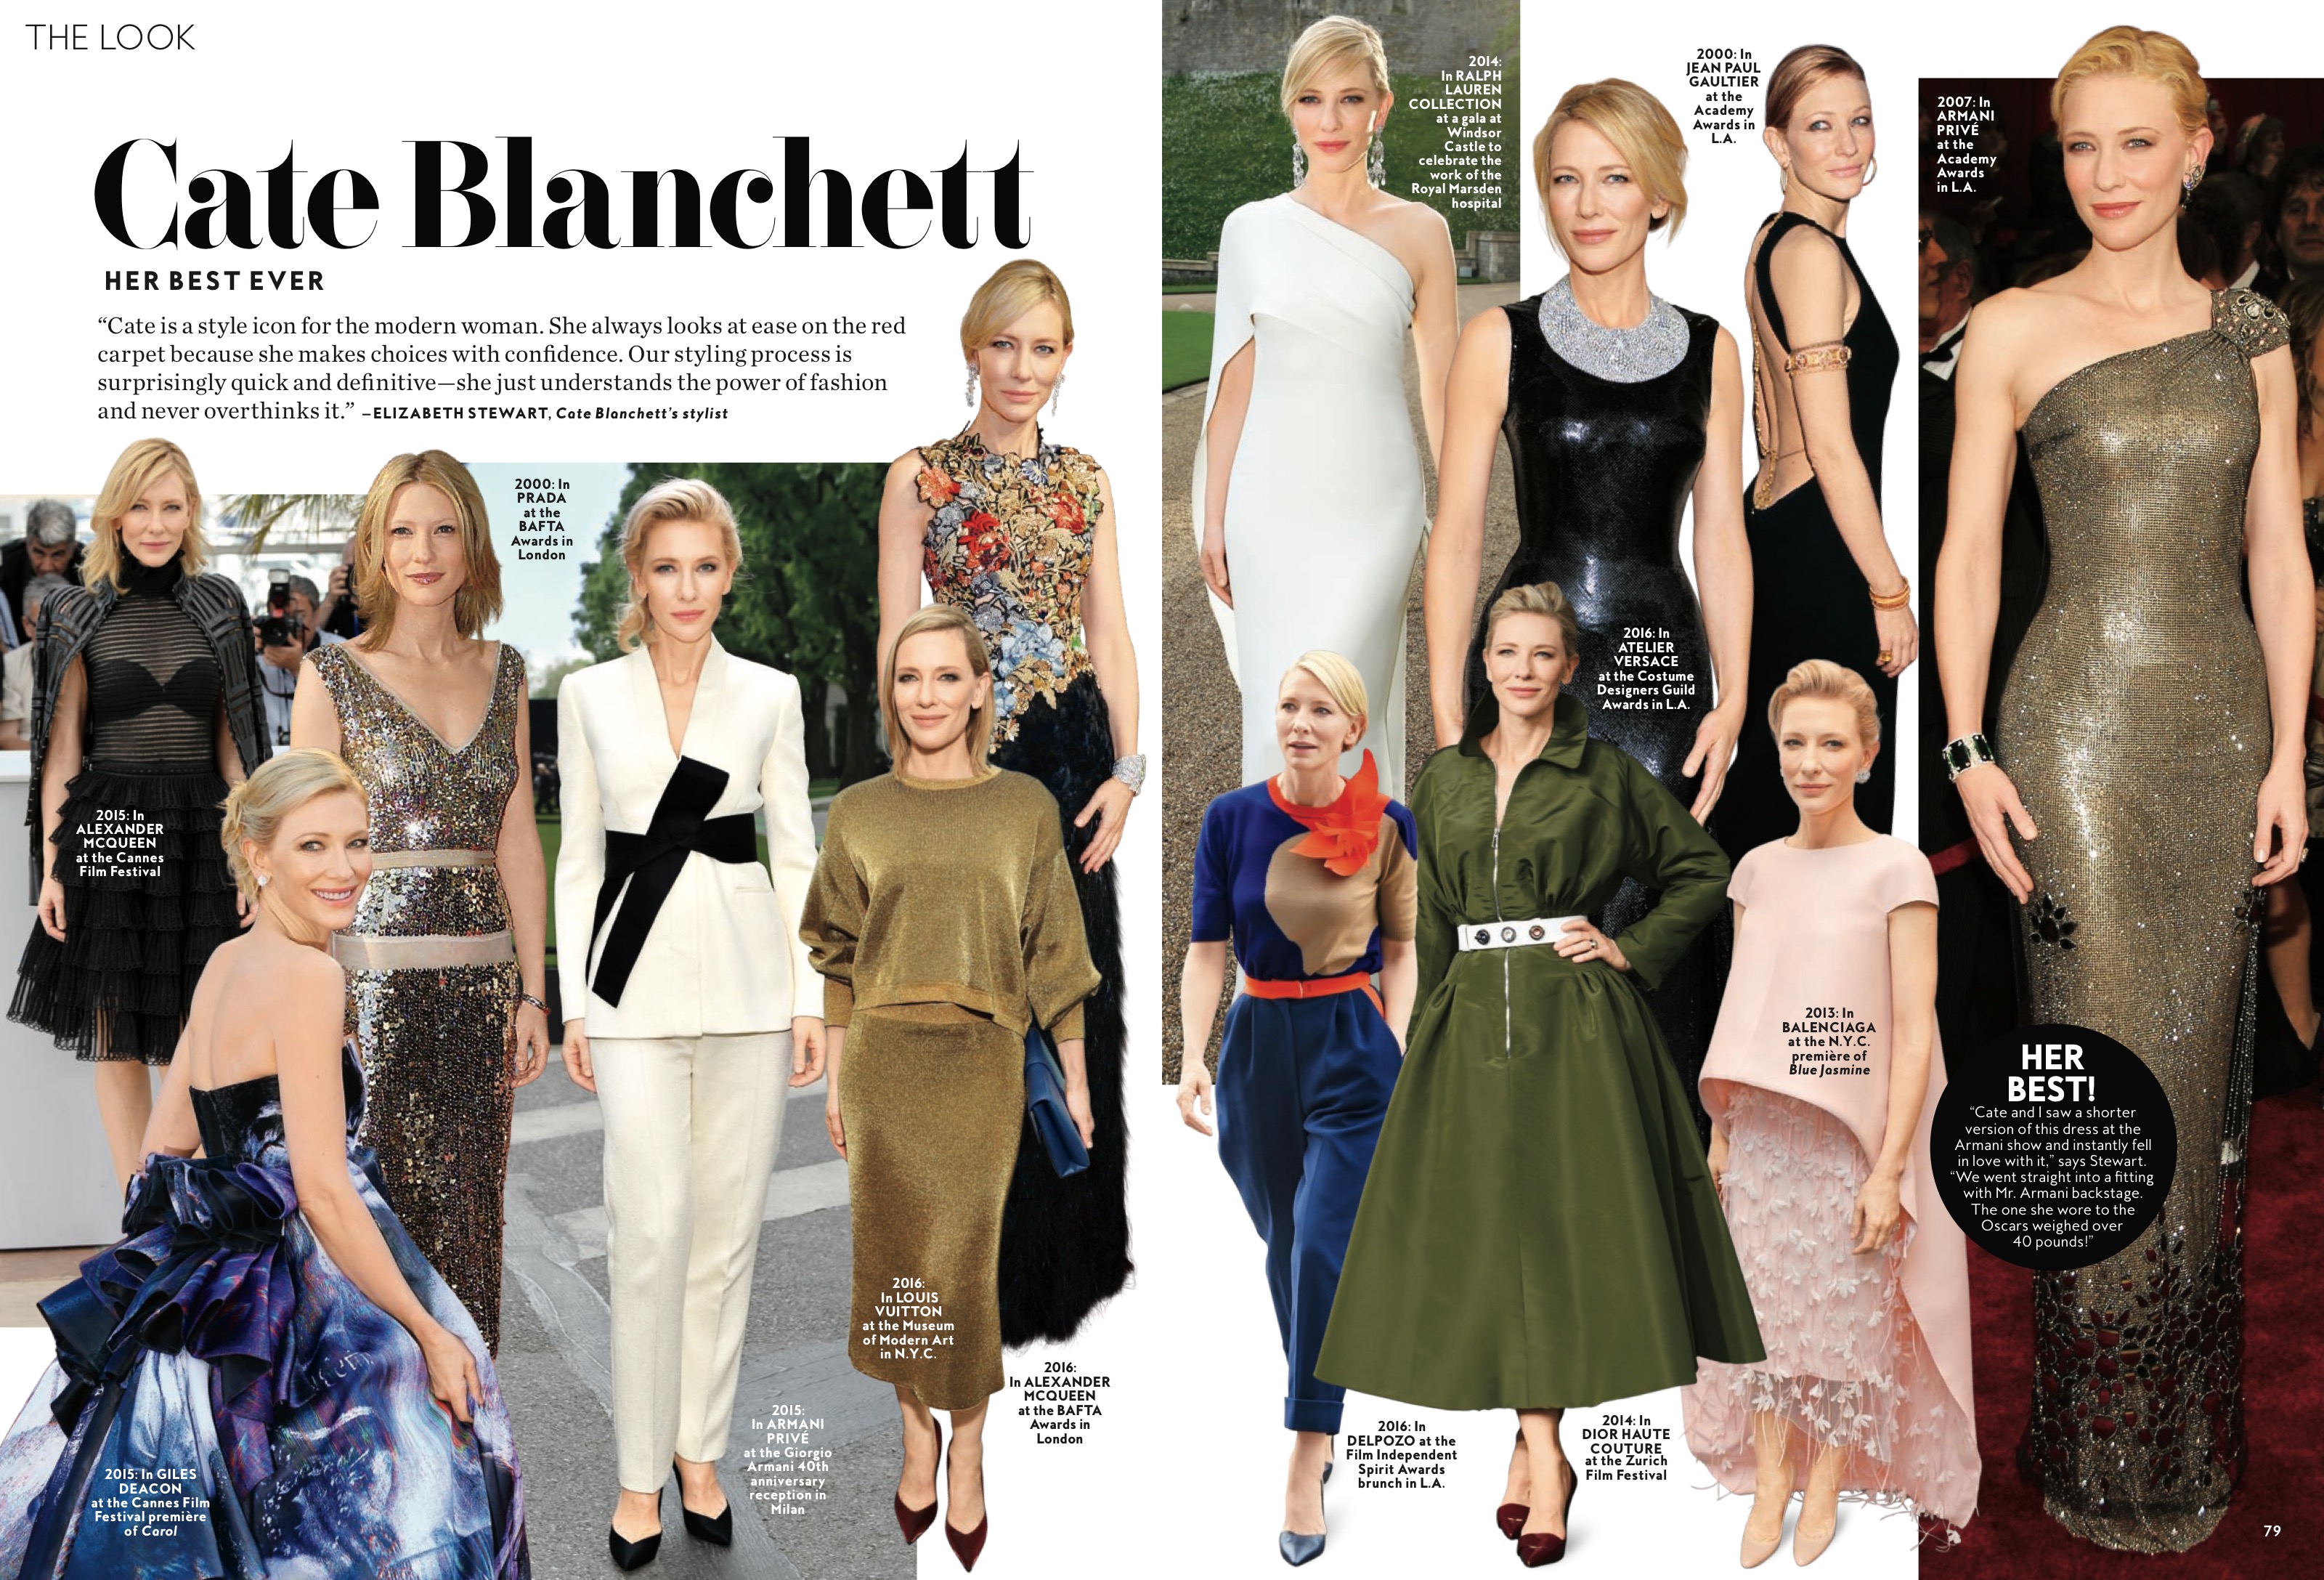 THE LOOK
Cate Blanchett
HER BEST EVER
“Cate is a style icon for the modern woman. She always looks at ease on the red
carpet because she makes choices with confidence. Our styling process is
surprisingly quick and definitive—she just understands the power of fashion
and never overthinks it.” –ELIZABETH STEWART, Cate Blanchett’s stylist
2000: In
PRADA
at the
BAFTA
Awards in
London
2015: In
ALEXANDER
MCQUEEN
at the Cannes
Film Festival
2015: In GILES
DEACON
at the Cannes Film
Festival première
of Carol
2015:
In ARMANI
PRIVÉ
at the Giorgio
Armani 40th
anniversary
reception in
Milan
2016:
In LOUIS
VUITTON
at the Museum
of Modern Art
in N.Y.C.
2016:
In ALEXANDER
MCQUEEN
at the BAFTA
Awards in
London
2014:
In RALPH
LAUREN
COLLECTION
at a gala at
Windsor
Castle to
celebrate the
work of the
Royal Marsden
hospital
2000: In
JEAN PAUL
GAULTIER
at the
Academy
Awards in
L.A.
2007: In
ARMANI
PRIVÉ
at the
Academy
Awards
in L.A.
2016: In
ATELIER
VERSACE
at the Costume
Designers Guild
Awards in L.A.
2013: In
BALENCIAGA
at the N.Y.C.
première of
Blue Jasmine
2016: In
DELPOZO at the
Film Independent
Spirit Awards
brunch in L.A.
2014: In
DIOR HAUTE
COUTURE
at the Zurich
Film Festival
HER
BEST!
“Cate and I saw a shorter
version of this dress at the
Armani show and instantly fell
in love with it,” says Stewart.
“We went straight into a fitting
with Mr. Armani backstage.
The one she wore to the
Oscars weighed over
40 pounds!”
79